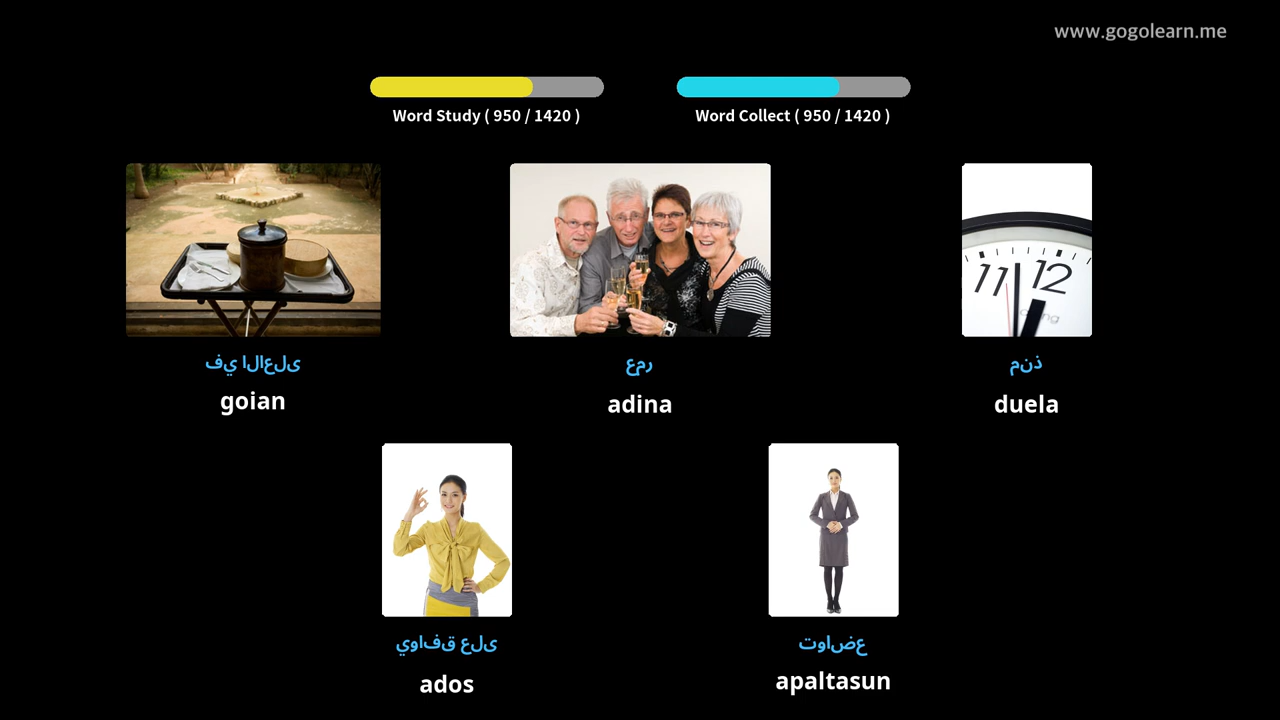 www.gogolearn.me
Word Study ( 950 / 1420 )
Word Collect ( 950 / 1420 )
في الاعلى
goian
عمر
adina
منذ
duela
يوافق على
ados
تواضع
apaltasun